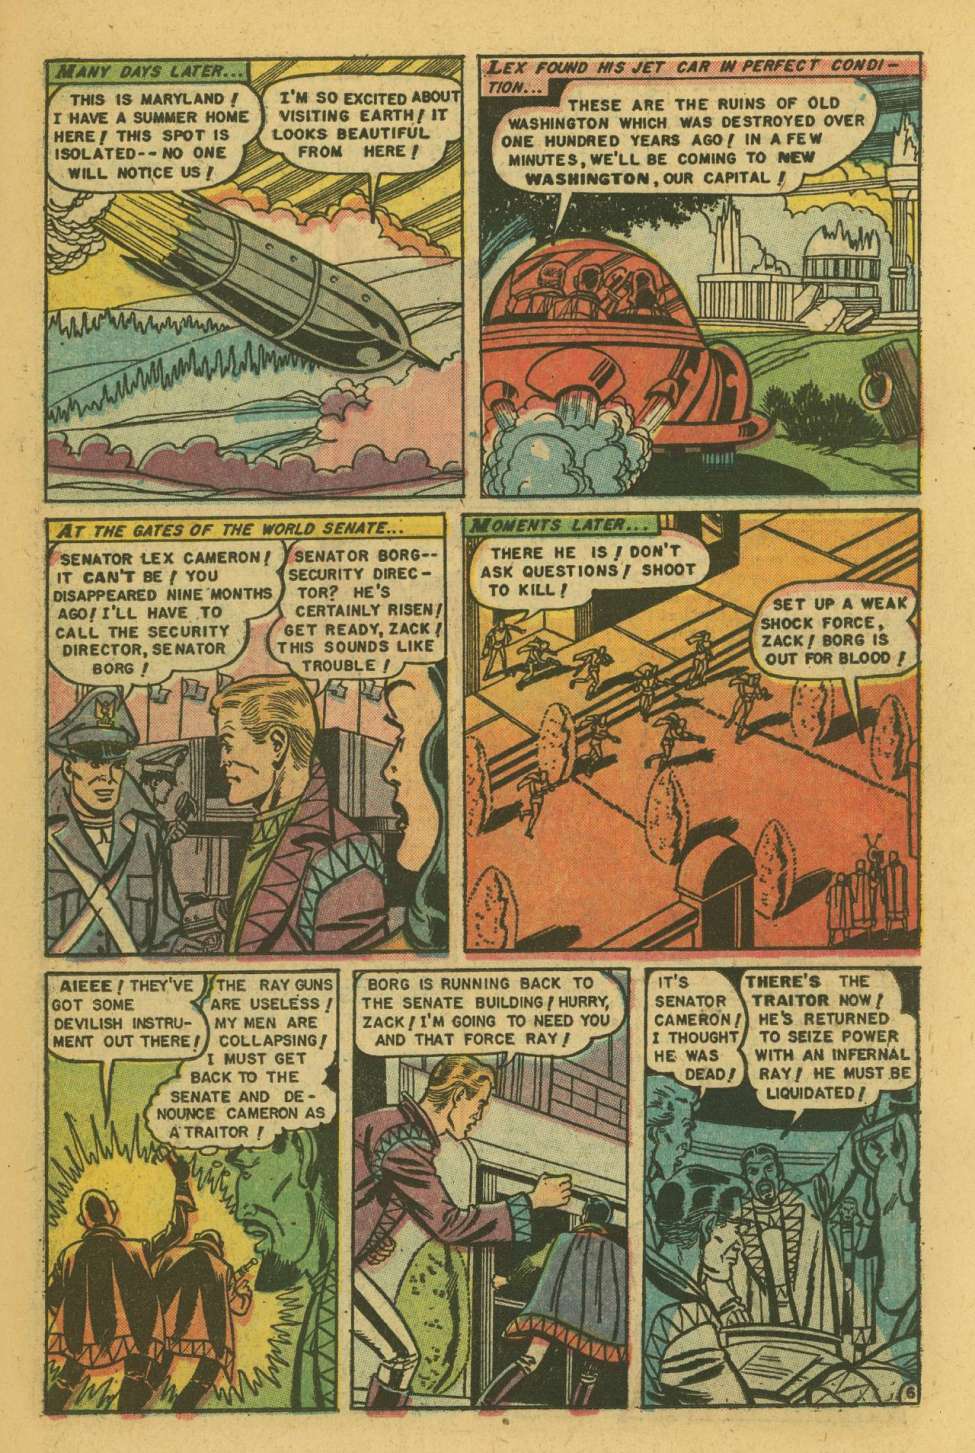 MANY DAYS LATER...
THIS IS MARYLAND!
I HAVE A SUMMER HOME
HERE! THIS SPOT IS
ISOLATED-- NO ONE
WILL NOTICE US!
I'M SO EXCITED ABOUT
VISITING EARTH! IT
LOOKS BEAUTIFUL
FROM HERE!
LEX FOUND HIS JET CAR IN PERFECT CONDI-
TION...
THESE ARE THE RUINS OF OLD
WASHINGTON WHICH WAS DESTROYED OVER
ONE HUNDRED YEARS AGO! IN A FEW
MINUTES, WE'LL BE COMING TO NEW
WASHINGTON, OUR CAPITAL!
AT THE GATES OF THE WORLD SENATE...
SENATOR LEX CAMERON!
IT CAN'T BE! YOU
DISAPPEARED NINE MONTHS
AGO! I'LL HAVE TO
CALL THE SECURITY
DIRECTOR, SENATOR
BORG!
SENATOR BORG--
SECURITY DIREC-
TOR? HE'S
CERTAINLY RISEN!
GET READY, ZACK!
THIS SOUNDS LIKE
TROUBLE!
MOMENTS LATER...
THERE HE IS! DON'T
ASK QUESTIONS! SHOOT
TO KILL!
SET UP A WEAK
SHOCK FORCE,
ZACK! BORG IS
OUT FOR BLOOD!
AIEEE! THEY'VE
GOT SOME
DEVILISH INSTRU-
MENT OUT THERE!
THE RAY GUNS
ARE USELESS!
MY MEN ARE
COLLAPSING!
I MUST GET
BACK TO THE
SENATE AND DE-
NOUNCE CAMERON AS
A TRAITOR!
BORG IS RUNNING BACK TO
THE SENATE BUILDING! HURRY,
ZACK! I'M GOING TO NEED YOU
AND THAT FORCE RAY!
IT'S
SENATOR
CAMERON!
I THOUGHT
HE WAS
DEAD!
THERE'S THE
TRAITOR NOW!
HE'S RETURNED
TO SEIZE POWER
WITH AN INFERNAL
RAY! HE MUST BE
LIQUIDATED!
6